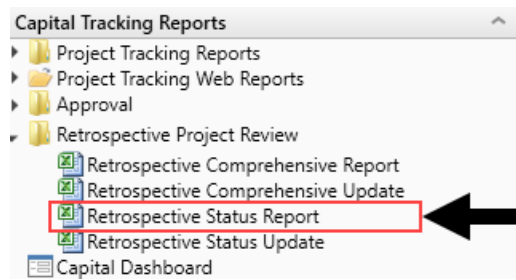 Capital Tracking Reports
Project Tracking Reports
Project Tracking Web Reports
Approval
Retrospective Project Review
Retrospective Comprehensive Report
Retrospective Comprehensive Update
Retrospective Status Report
Retrospective Status Update
Capital Dashboard